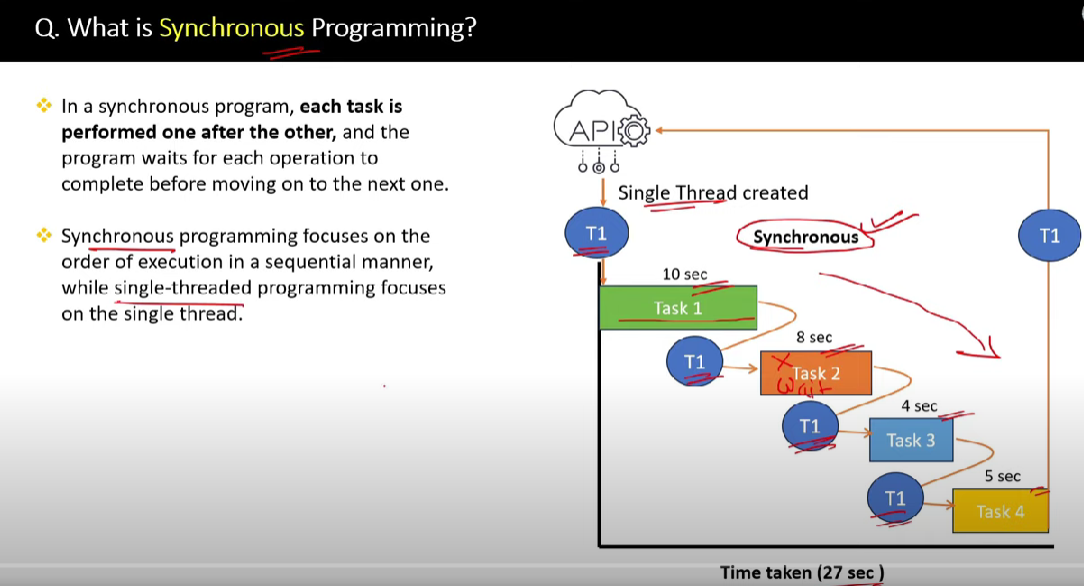 Q. What is Synchronous Programming?
In a synchronous program, each task is
performed one after the other, and the
program waits for each operation to
complete before moving on to the next one.
Synchronous programming focuses on the
order of execution in a sequential manner,
while single-threaded programming focuses
on the single thread.
API
Single Thread created
T1
Synchronous
T1
10 sec
Task 1
8 sec
T1
Task 2
Wait
4 sec
T1
Task 3
5 sec
T1
Task 4
Time taken (27 sec )